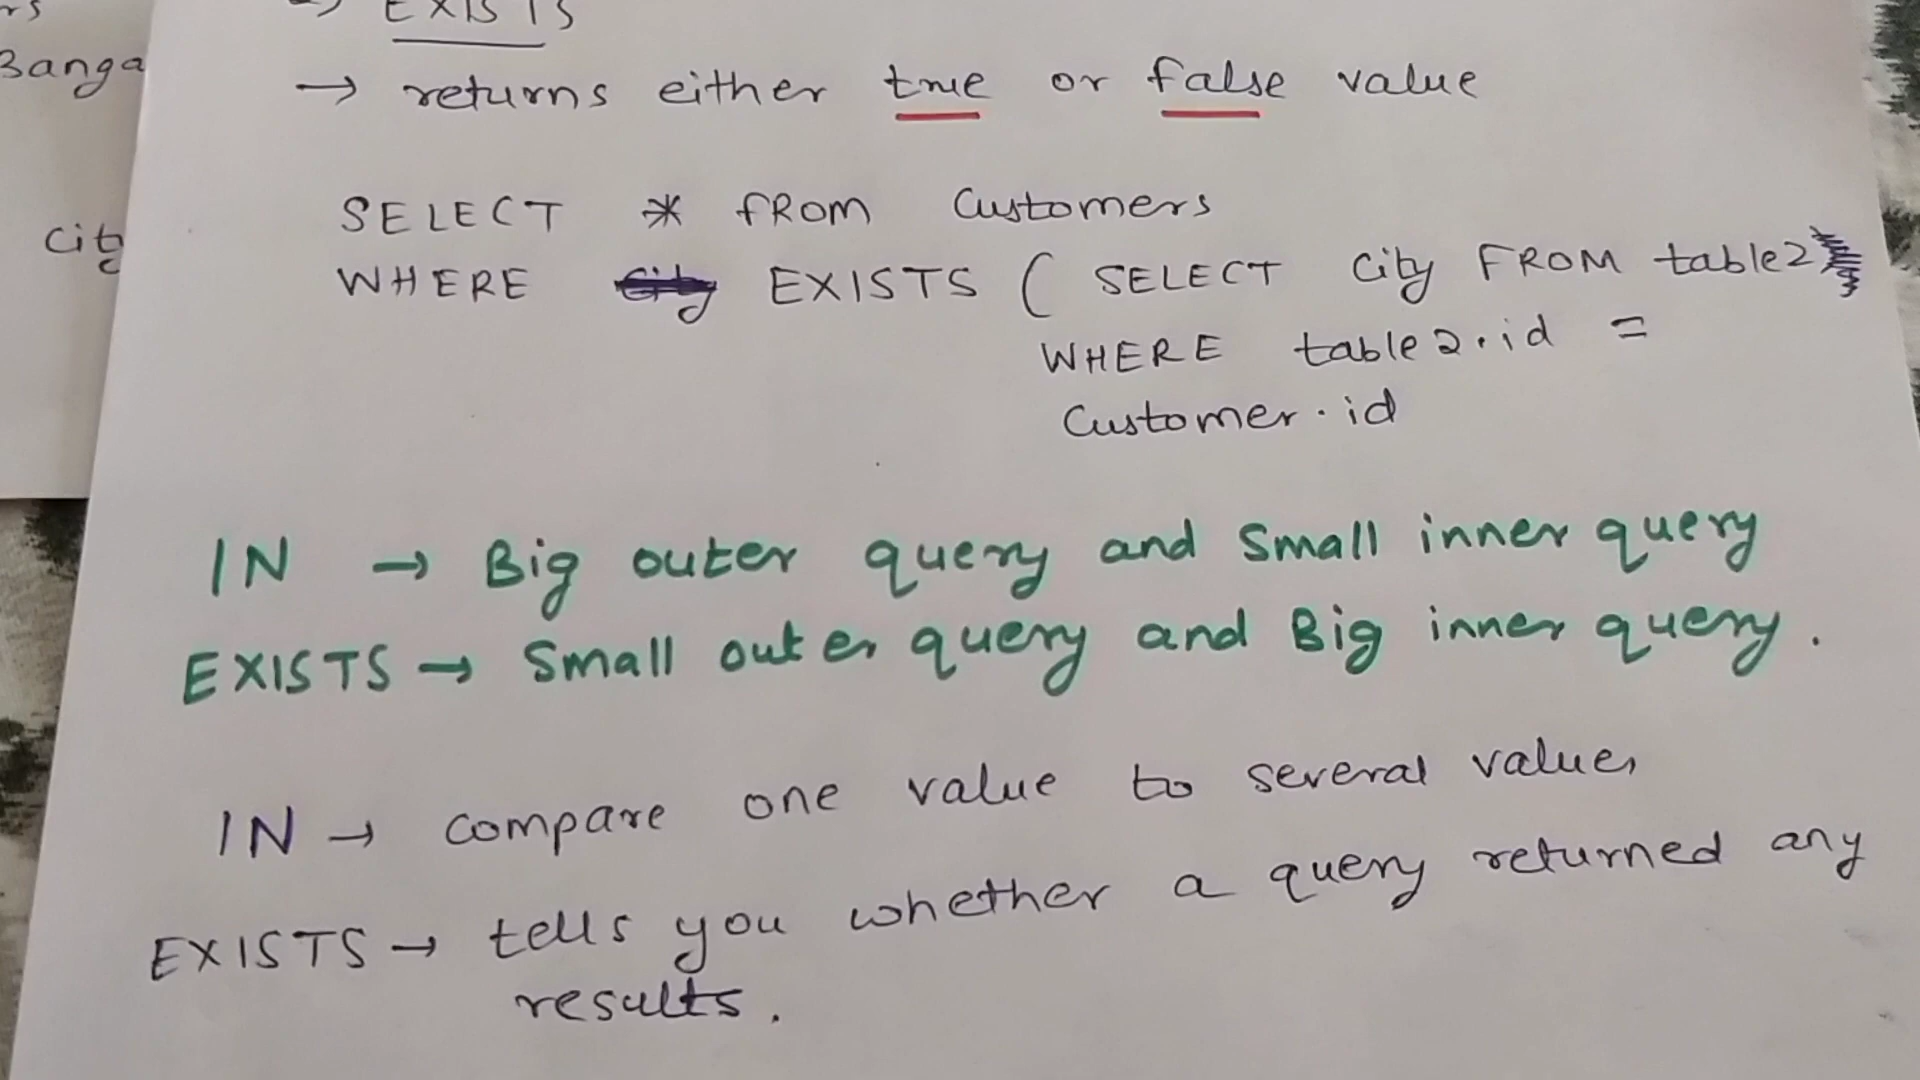 Banga
City
→ EXISTS
→ returns either true or false value
SELECT * FROM Customers
WHERE EXISTS ( SELECT City FROM table2
WHERE table2.id =
Customer.id
IN → Big outer query and Small inner query
EXISTS → Small outer query and Big inner query.
IN → compare one value to several values
EXISTS → tells you whether a query returned any
results.